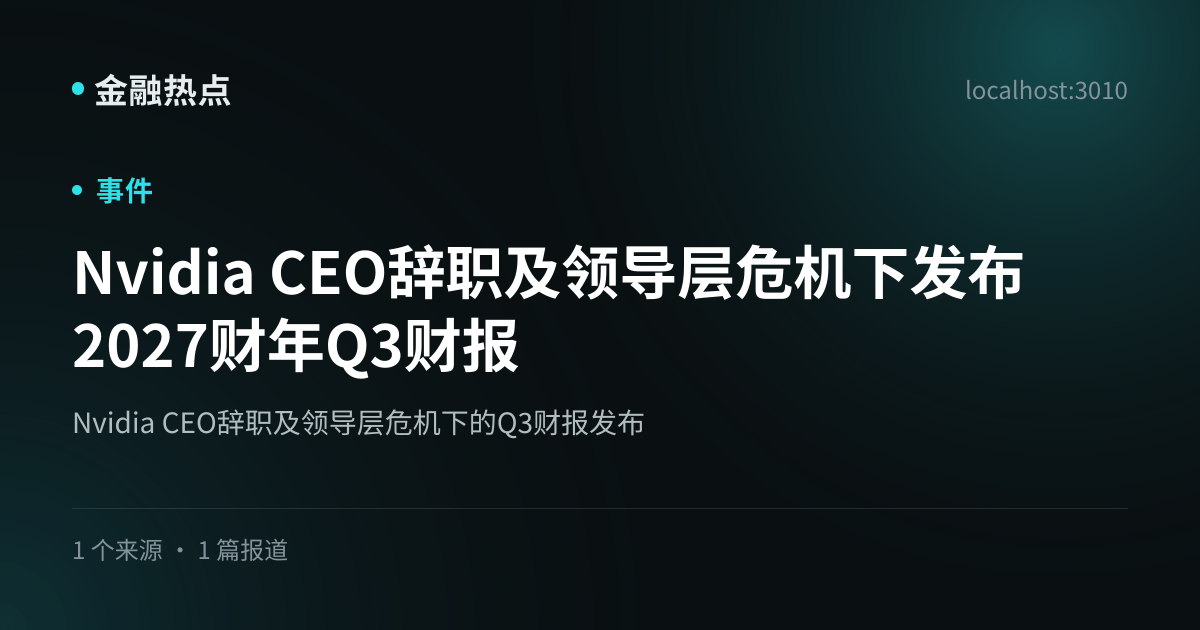 金融热点
localhost:3010
事件
Nvidia CEO辞职及领导层危机下发布
2027财年Q3财报
Nvidia CEO辞职及领导层危机下的Q3财报发布
1 个来源 · 1 篇报道